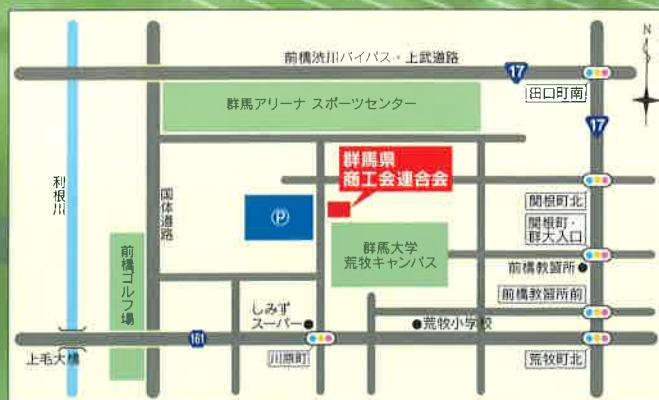 前橋渋川バイパス・上武道路
17
N
田口町南
群馬アリーナ スポーツセンター
17
群馬県
商工会連合会
利根川
国体道路
P
関根町北
関根町・
群大入口
群馬大学
荒牧キャンパス
前橋教習所
前橋ゴルフ場
前橋教習所前
しみず
スーパー
荒牧小学校
上毛大橋
161
川原町
荒牧町北